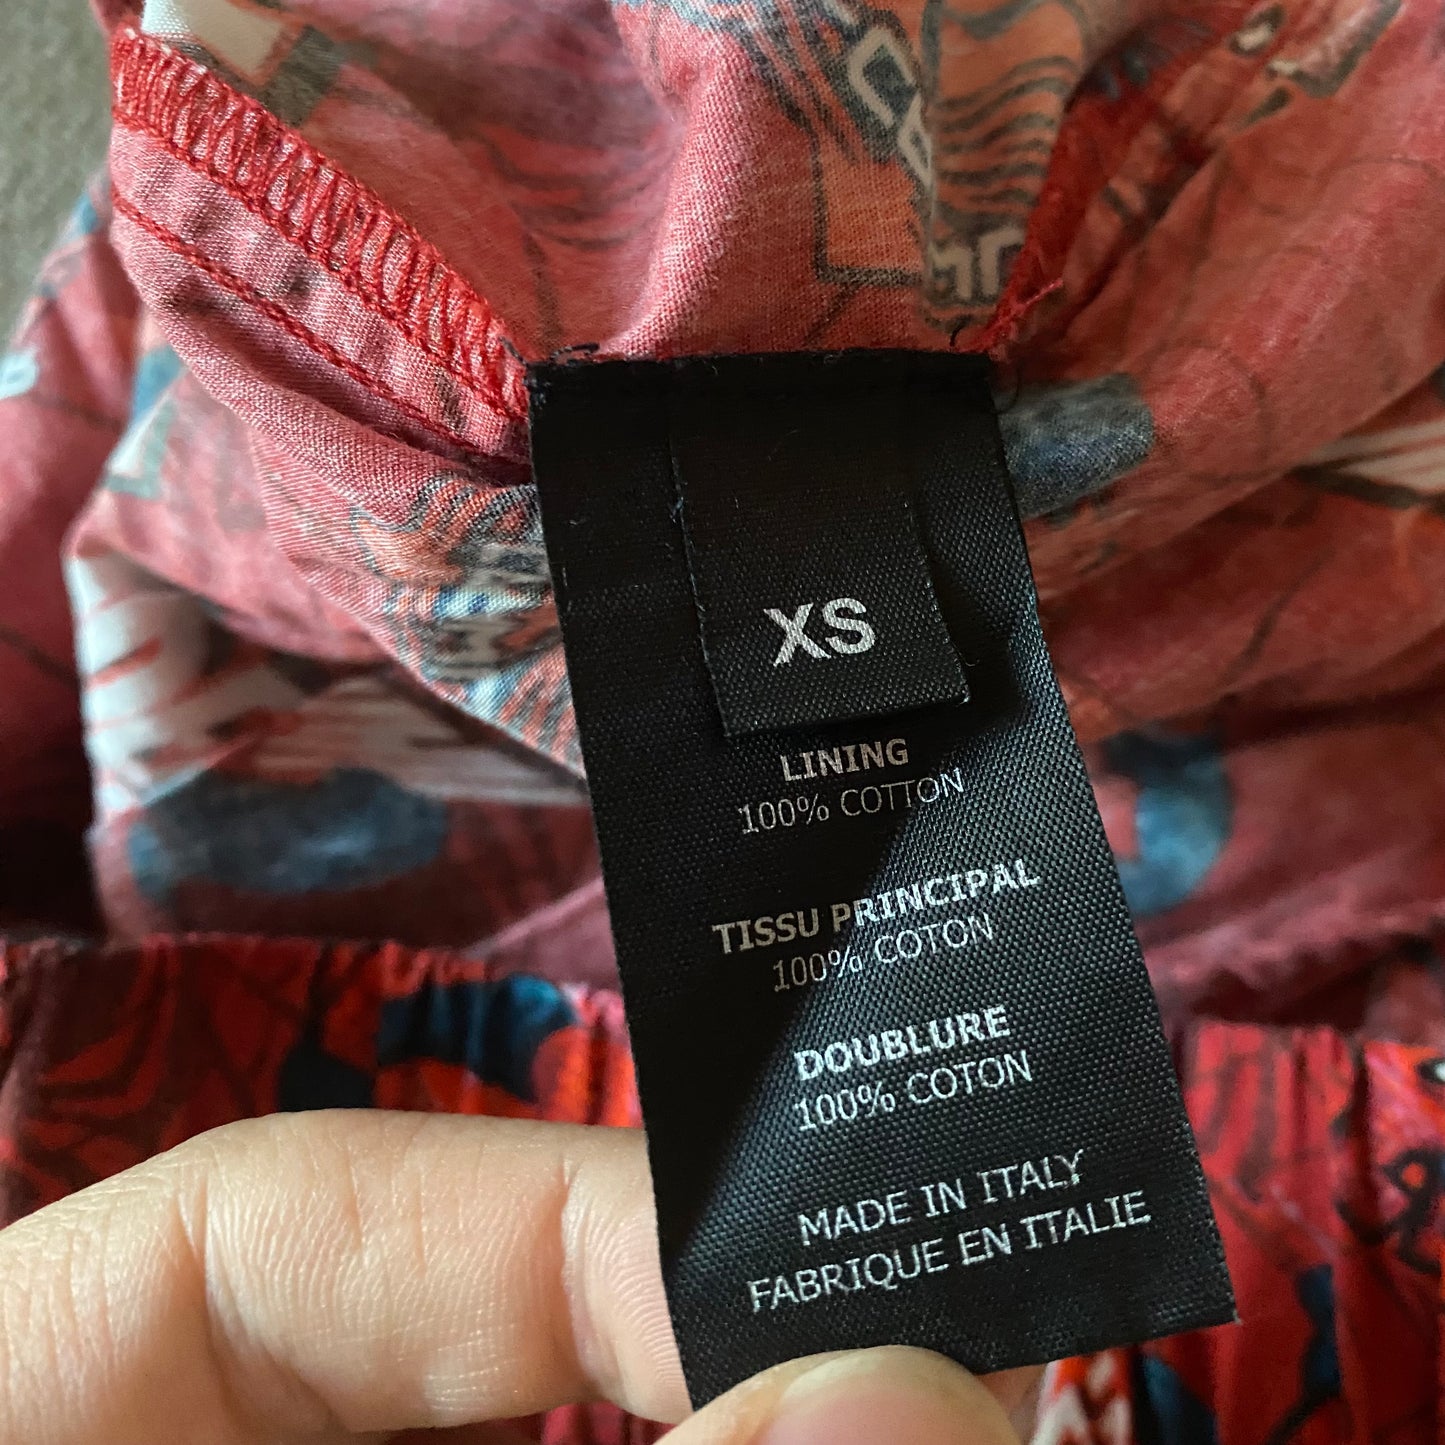 XS
LINING
100% COTTON
TISSU PRINCIPAL
100% COTON
DOUBLURE
100% COTON
MADE IN ITALY
FABRIQUE EN ITALIE